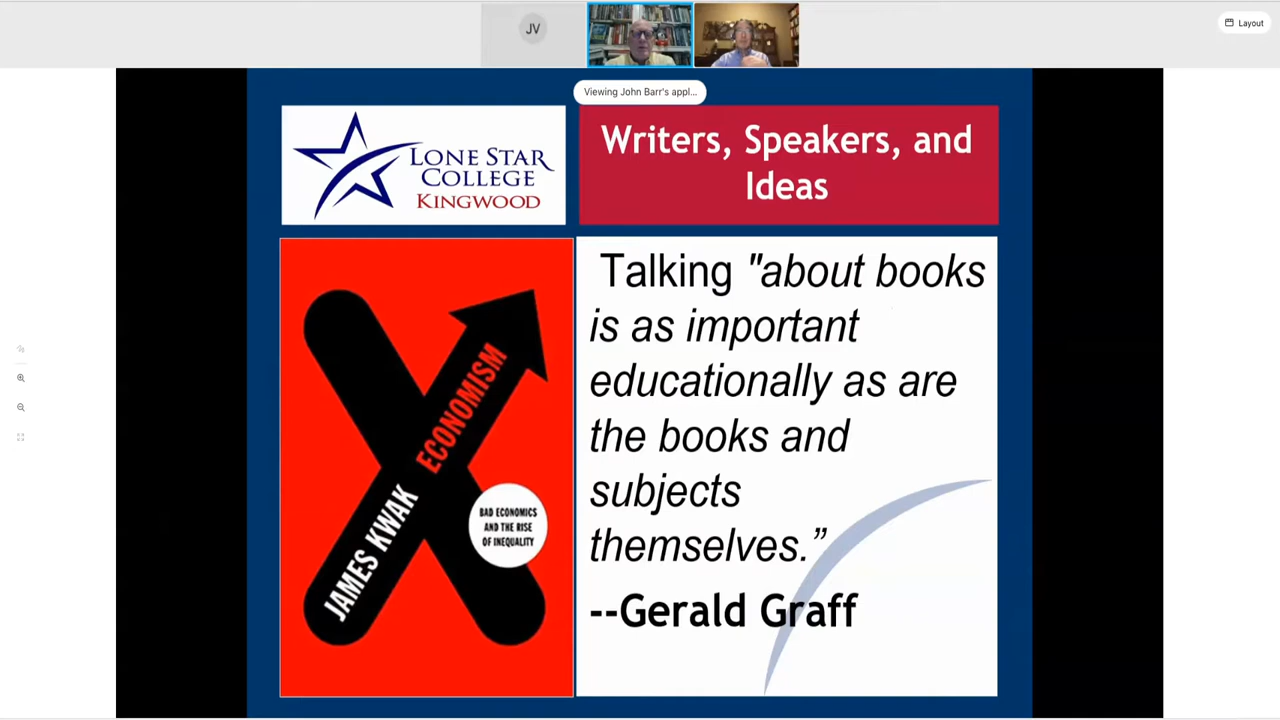 JV
Layout
Viewing John Barr's appl...
LONE STAR
COLLEGE
KINGWOOD
Writers, Speakers, and
Ideas
JAMES KWAK ECONOMISM
BAD ECONOMICS
AND THE RISE
OF INEQUALITY
Talking "about books
is as important
educationally as are
the books and
subjects
themselves.”
--Gerald Graff